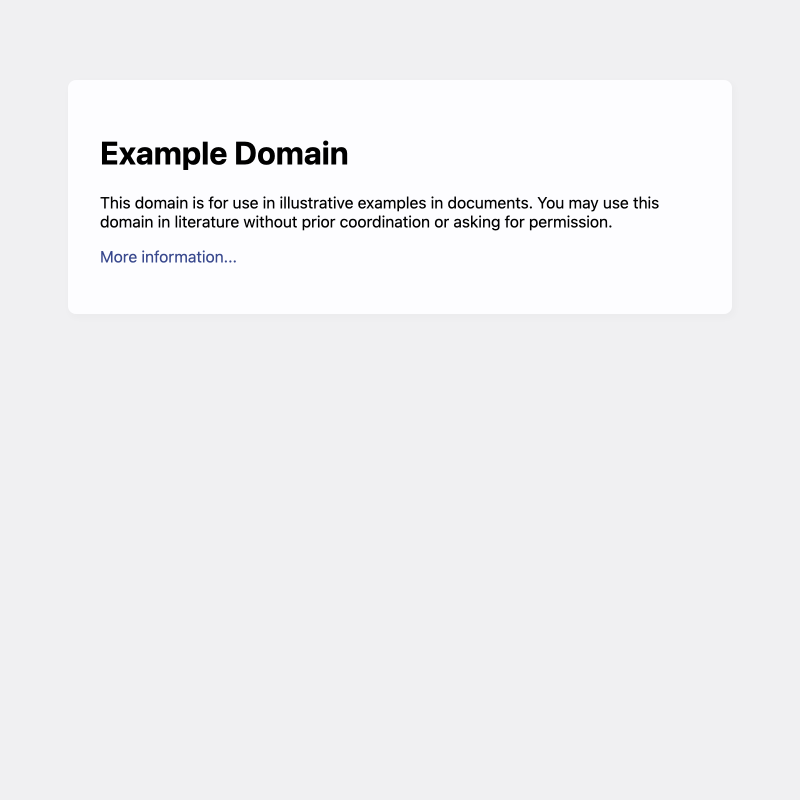 Example Domain
This domain is for use in illustrative examples in documents. You may use this
domain in literature without prior coordination or asking for permission.
More information...